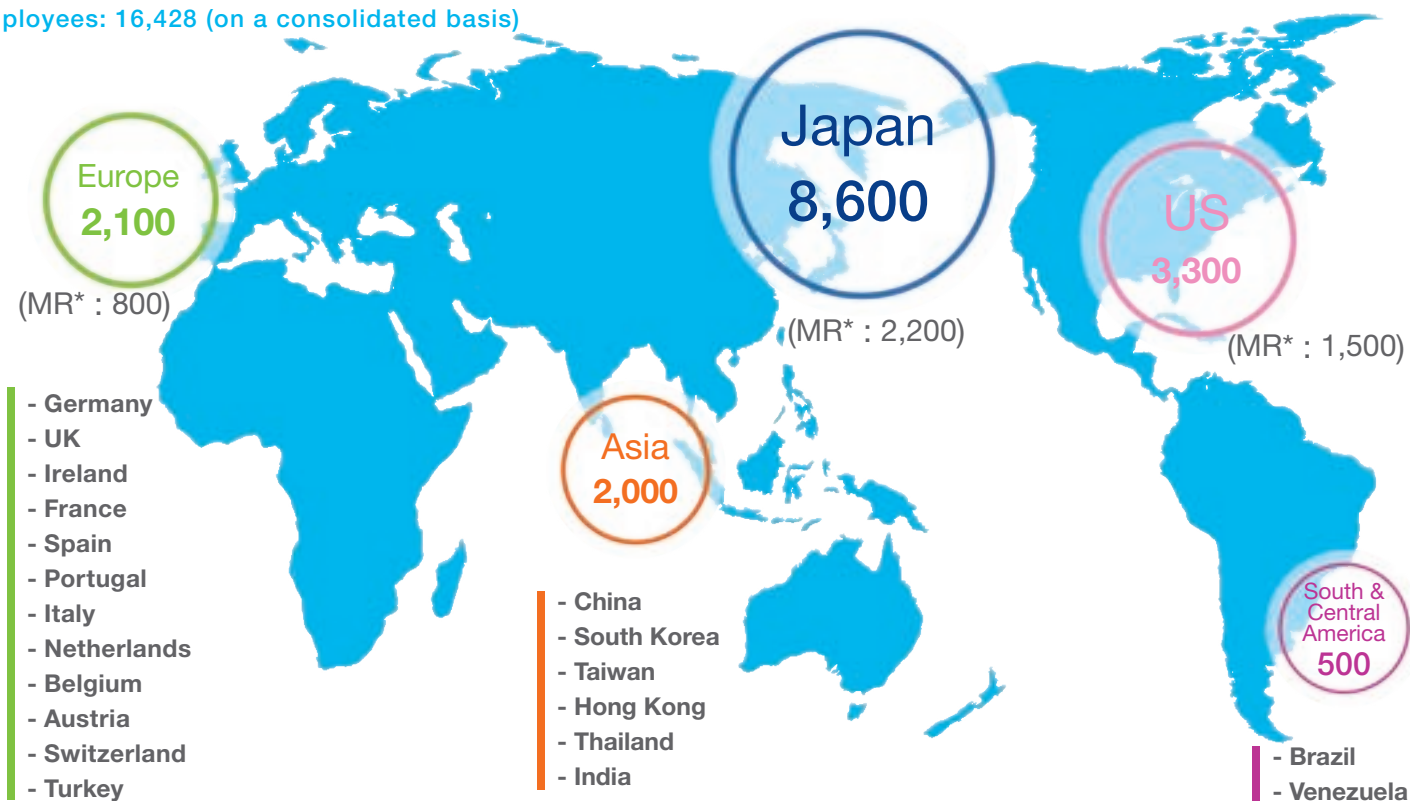 ployees: 16,428 (on a consolidated basis)
Europe
2,100
(MR* : 800)
Japan
8,600
(MR* : 2,200)
US
3,300
(MR* : 1,500)
Asia
2,000
South &
Central
America
500
- Germany
- UK
- Ireland
- France
- Spain
- Portugal
- Italy
- Netherlands
- Belgium
- Austria
- Switzerland
- Turkey
- China
- South Korea
- Taiwan
- Hong Kong
- Thailand
- India
- Brazil
- Venezuela